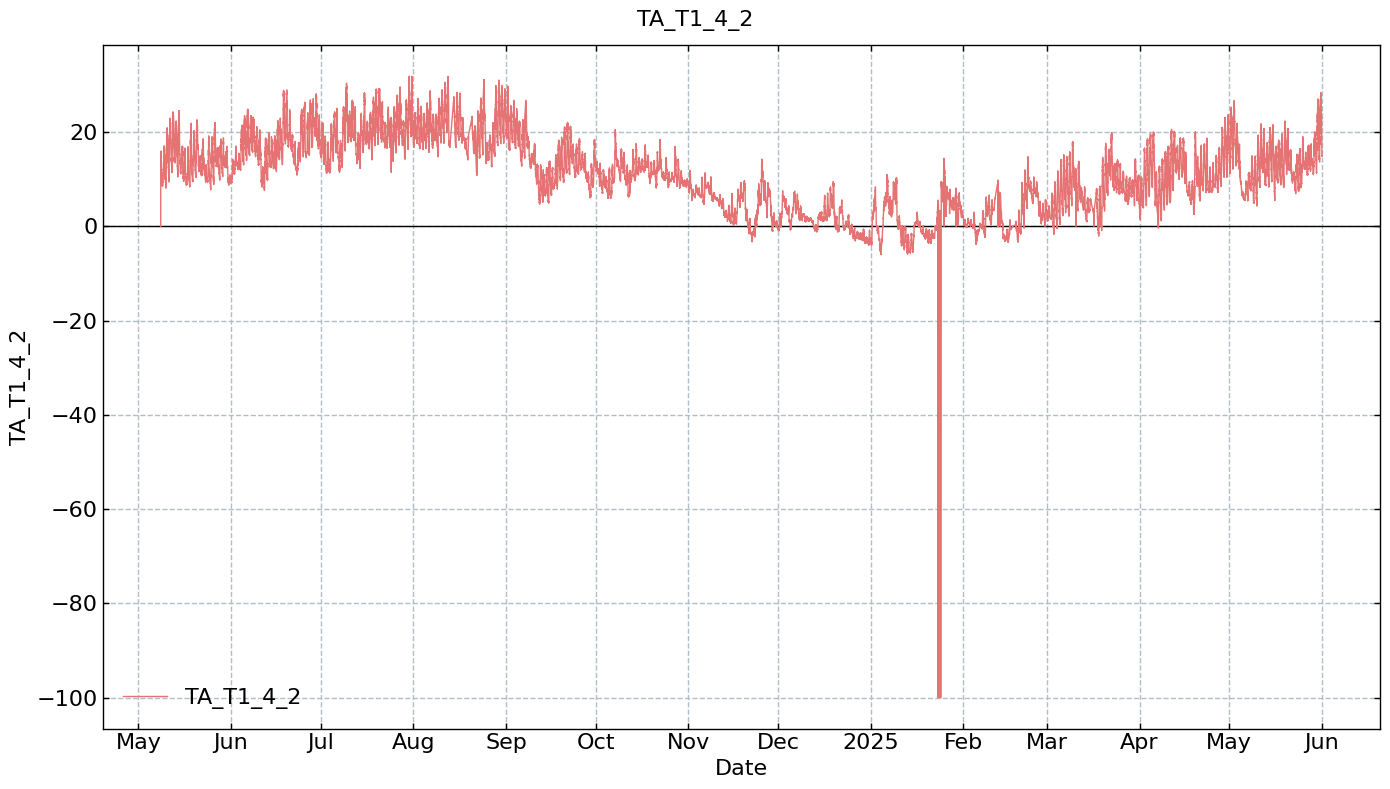 TA_T1_4_2
20
0
−20
−40
−60
−80
−100
TA_T1_4_2
TA_T1_4_2
May Jun Jul Aug Sep Oct Nov Dec 2025 Feb Mar Apr May Jun
Date